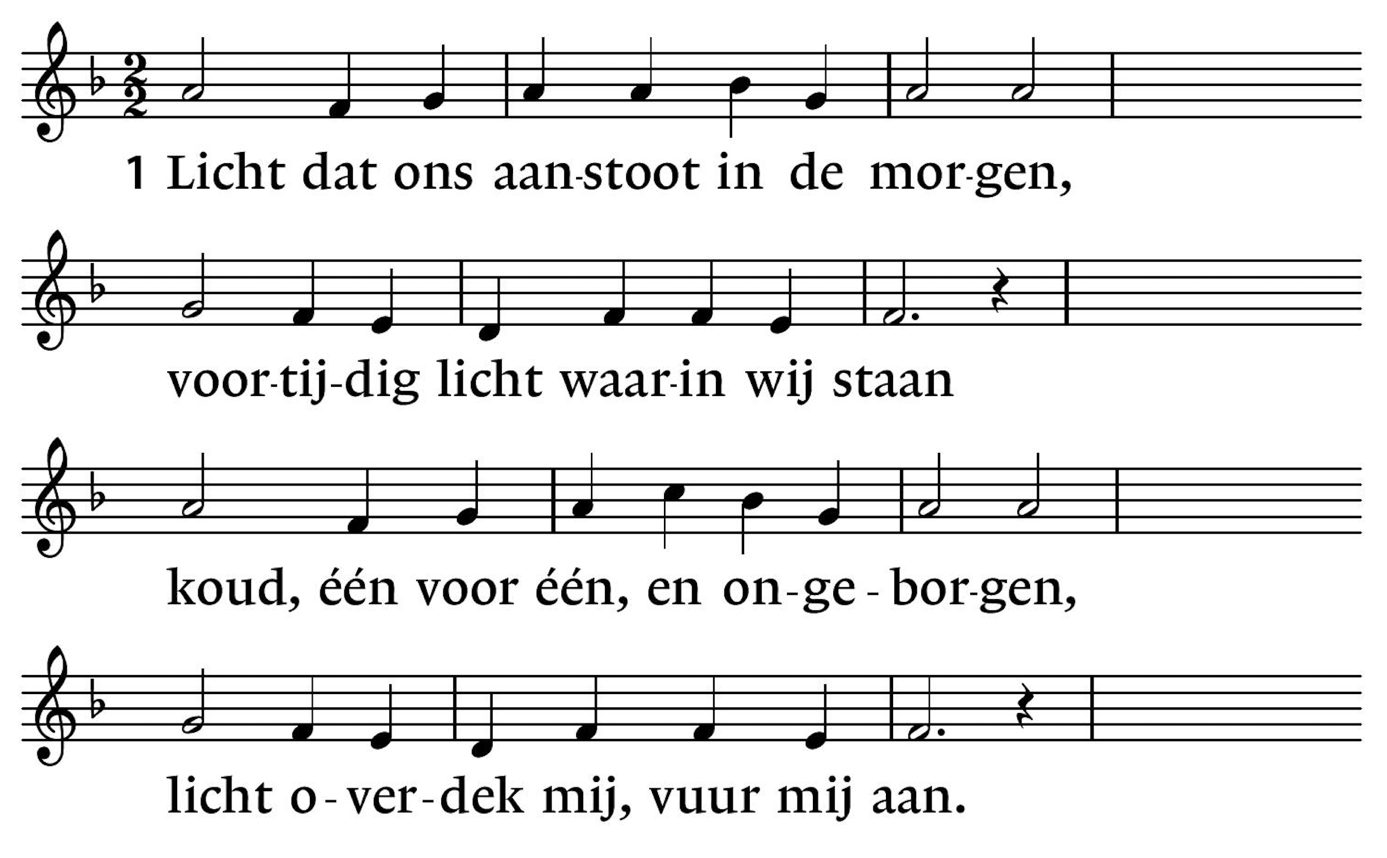 1 Licht dat ons aan-stoot in de mor-gen,
voor-tij-dig licht waar-in wij staan
koud, één voor één, en on-ge-bor-gen,
licht o-ver-dek mij, vuur mij aan.